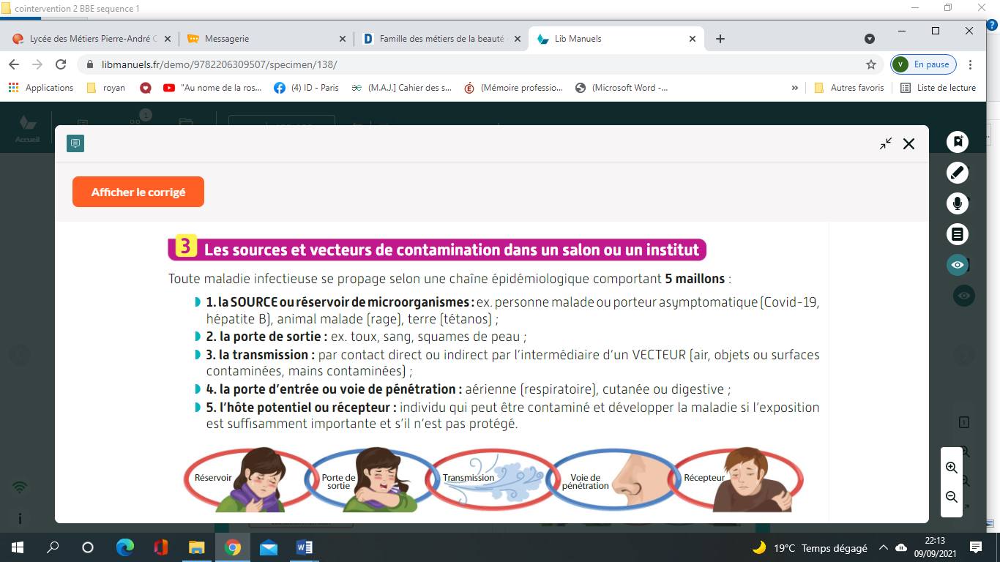 cointervention 2 BBE sequence 1
Lycée des Métiers Pierre-André C
Messagerie
Famille des métiers de la beauté
Lib Manuels
libmanuels.fr/demo/9782206309507/specimen/138/
V
En pause
Applications
royan
"Au nome de la ros...
(4) ID - Paris
(M.A.J.] Cahier des s...
(Mémoire professio...
(Microsoft Word -...
»
Autres favoris
Liste de lecture
Accueil
1
Afficher le corrigé
3 Les sources et vecteurs de contamination dans un salon ou un institut
Toute maladie infectieuse se propage selon une chaîne épidémiologique comportant 5 maillons :
1. la SOURCE ou réservoir de microorganismes : ex. personne malade ou porteur asymptomatique (Covid-19,
hépatite B), animal malade (rage), terre (tétanos) ;
2. la porte de sortie : ex. toux, sang, squames de peau ;
3. la transmission : par contact direct ou indirect par l'intermédiaire d'un VECTEUR (air, objets ou surfaces
contaminées, mains contaminées) ;
4. la porte d'entrée ou voie de pénétration : aérienne (respiratoire), cutanée ou digestive ;
5. l'hôte potentiel ou récepteur : individu qui peut être contaminé et développer la maladie si l'exposition
est suffisamment importante et s'il n'est pas protégé.
Réservoir
Porte de
sortie
Transmission
Voie de
pénétration
Récepteur
1
19°C Temps dégagé
22:13
09/09/2021